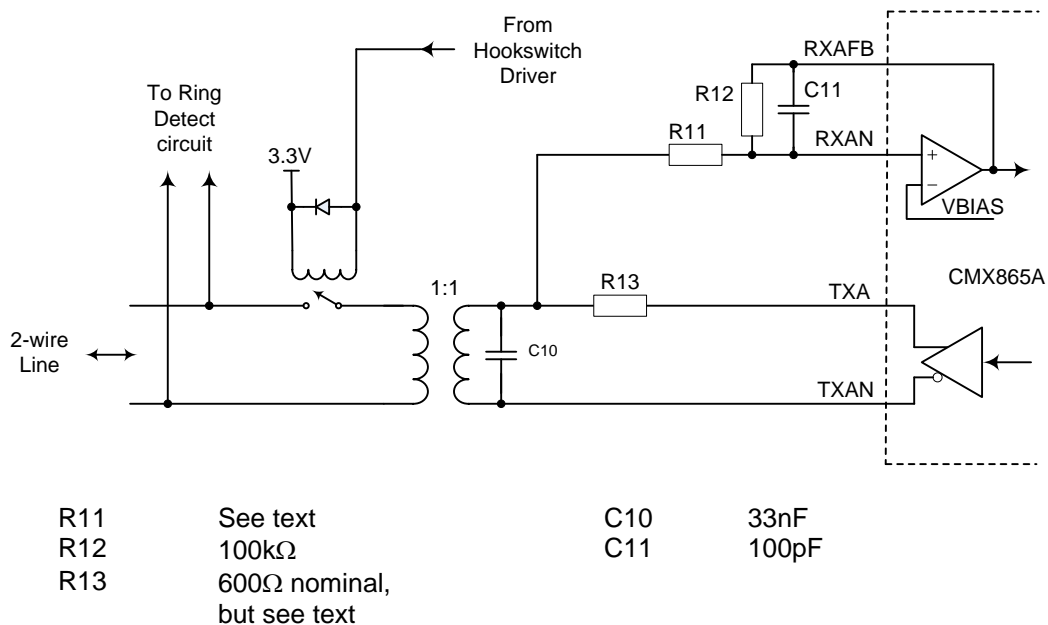 From
Hookswitch
Driver
To Ring
Detect
circuit
3.3V
RXAFB
R12
C11
R11
RXAN
+
−
VBIAS
CMX865A
1:1
R13
TXA
2-wire
Line
C10
TXAN
R11 See text C10 33nF
R12 100kΩ C11 100pF
R13 600Ω nominal,
but see text